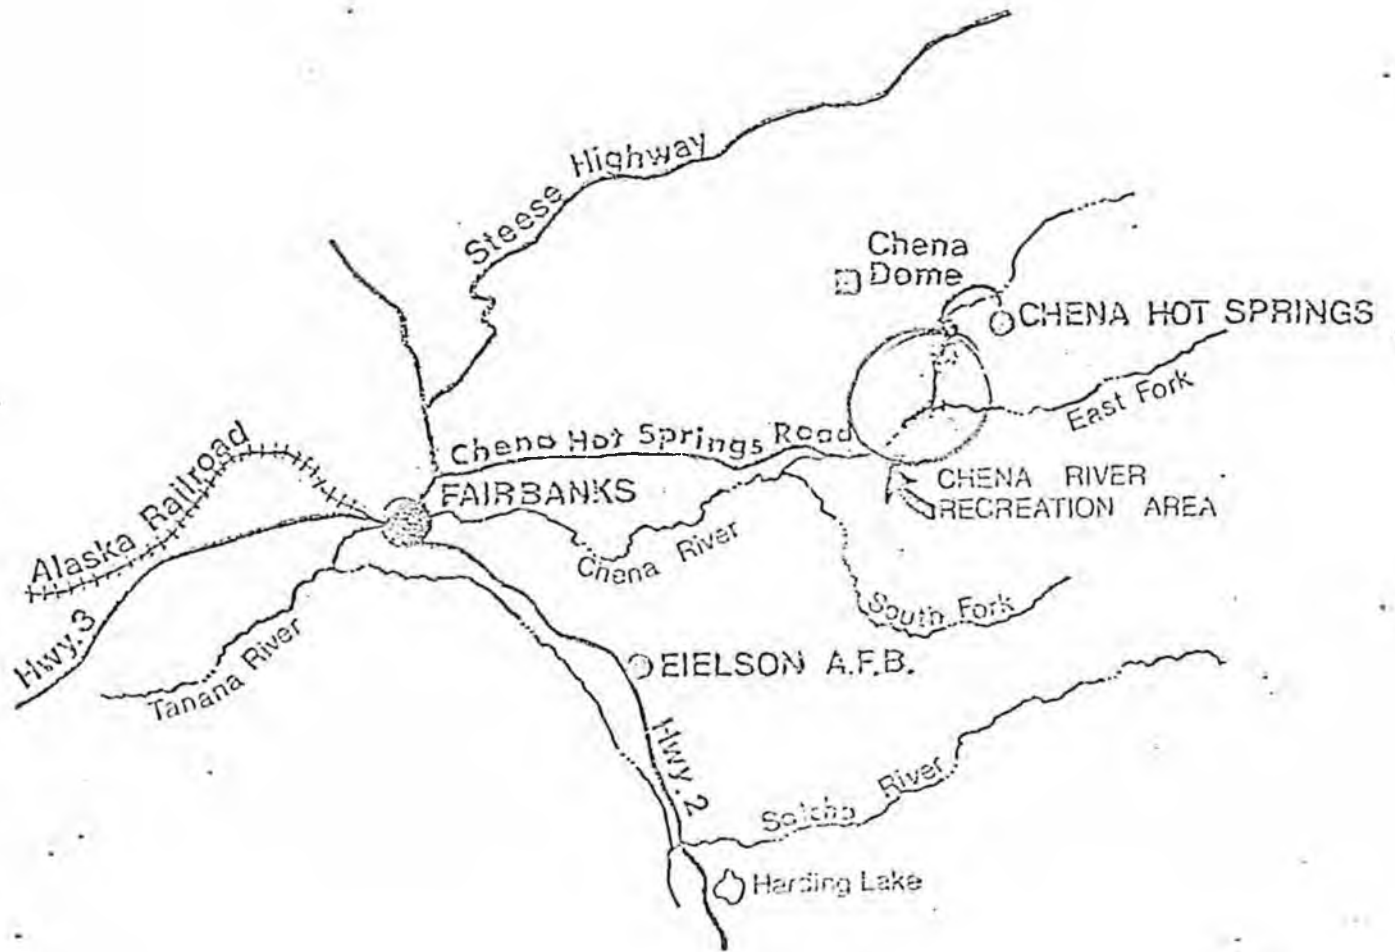 Steese Highway
Chena
Dome
CHENA HOT SPRINGS
East Fork
Chena Hot Springs Road
Alaska Railroad
FAIRBANKS
CHENA RIVER
RECREATION AREA
Chena River
Hwy. 3
Tanana River
South Fork
EIELSON A.F.B.
Hwy. 2
Salcha River
Harding Lake